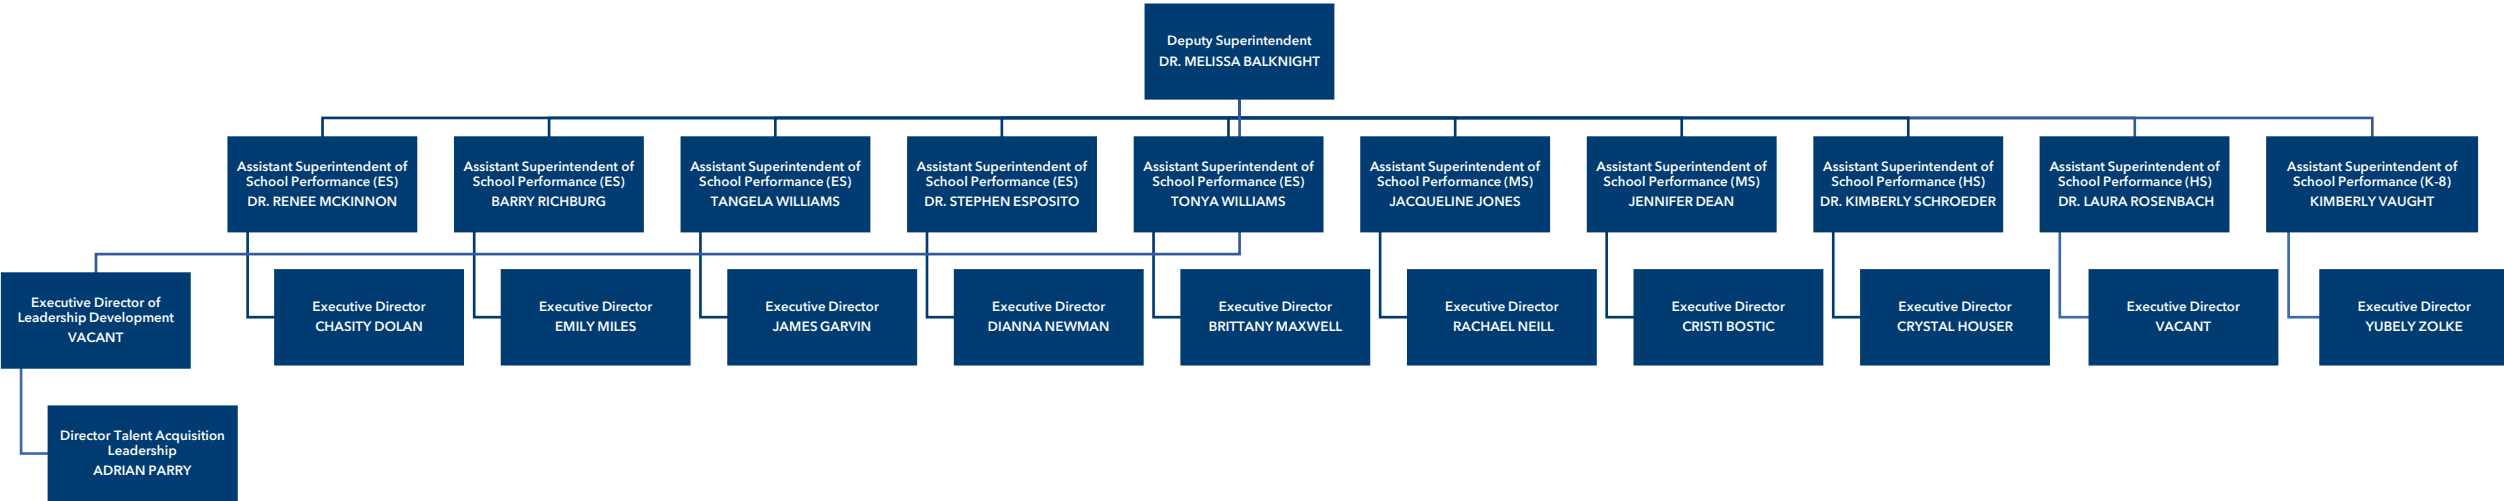 Deputy Superintendent
DR. MELISSA BALKNIGHT
Assistant Superintendent of
School Performance (ES)
DR. RENEE MCKINNON
Assistant Superintendent of
School Performance (ES)
BARRY RICHBURG
Assistant Superintendent of
School Performance (ES)
TANGELA WILLIAMS
Assistant Superintendent of
School Performance (ES)
DR. STEPHEN ESPOSITO
Assistant Superintendent of
School Performance (ES)
TONYA WILLIAMS
Assistant Superintendent of
School Performance (MS)
JACQUELINE JONES
Assistant Superintendent of
School Performance (MS)
JENNIFER DEAN
Assistant Superintendent of
School Performance (HS)
DR. KIMBERLY SCHROEDER
Assistant Superintendent of
School Performance (HS)
DR. LAURA ROSENBACH
Assistant Superintendent of
School Performance (K-8)
KIMBERLY VAUGHT
Executive Director of
Leadership Development
VACANT
Executive Director
CHASITY DOLAN
Executive Director
EMILY MILES
Executive Director
JAMES GARVIN
Executive Director
DIANNA NEWMAN
Executive Director
BRITTANY MAXWELL
Executive Director
RACHAEL NEILL
Executive Director
CRISTI BOSTIC
Executive Director
CRYSTAL HOUSER
Executive Director
VACANT
Executive Director
YUBELY ZOLKE
Director Talent Acquisition
Leadership
ADRIAN PARRY